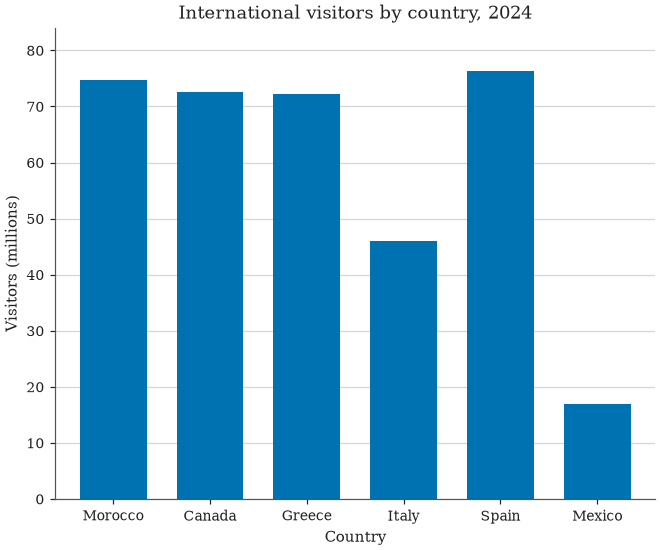 International visitors by country, 2024
Visitors (millions)
80
70
60
50
40
30
20
10
0
Morocco Canada Greece Italy Spain Mexico
Country